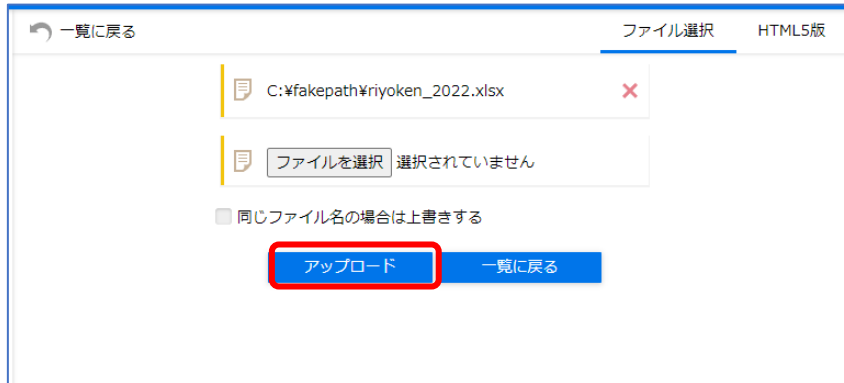 一覧に戻る ファイル選択 HTML5版
C:¥fakepath¥riyoken_2022.xlsx
ファイルを選択 選択されていません
同じファイル名の場合は上書きする
アップロード 一覧に戻る